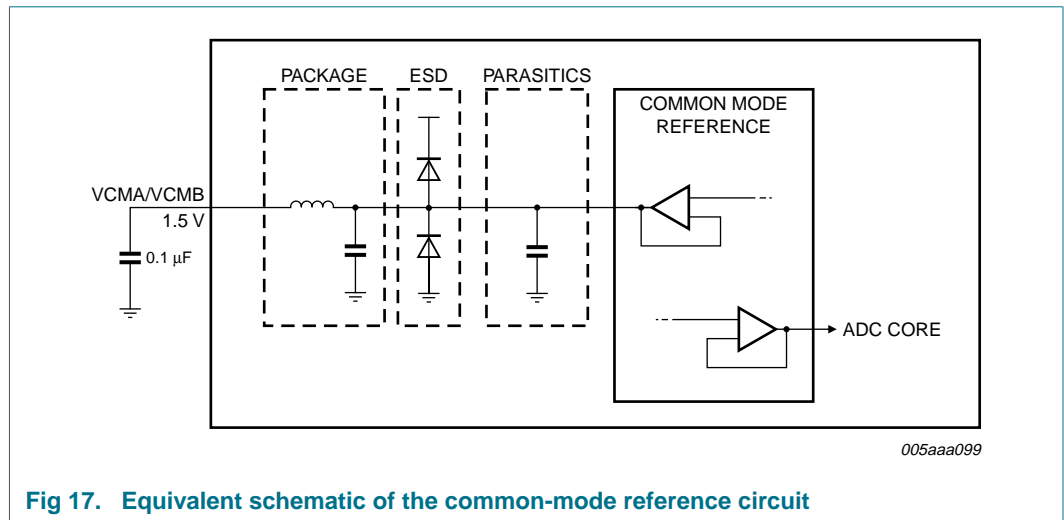 PACKAGE ESD PARASITICS
COMMON MODE
REFERENCE
VCMA/VCMB
1.5 V
0.1 μF
ADC CORE
005aaa099
Fig 17. Equivalent schematic of the common-mode reference circuit